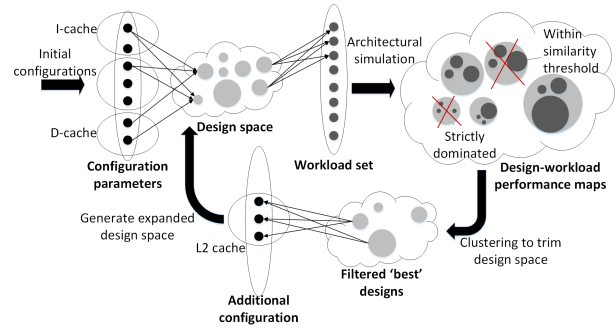 I-cache
Initial
configurations
D-cache
Configuration
parameters
Design space
Workload set
Architectural
simulation
Within
similarity
threshold
Strictly
dominated
Design-workload
performance maps
Generate expanded
design space
L2 cache
Additional
configuration
Filtered ‘best’
designs
Clustering to trim
design space